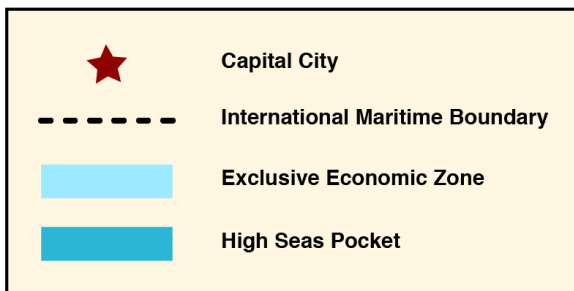 Capital City
International Maritime Boundary
Exclusive Economic Zone
High Seas Pocket